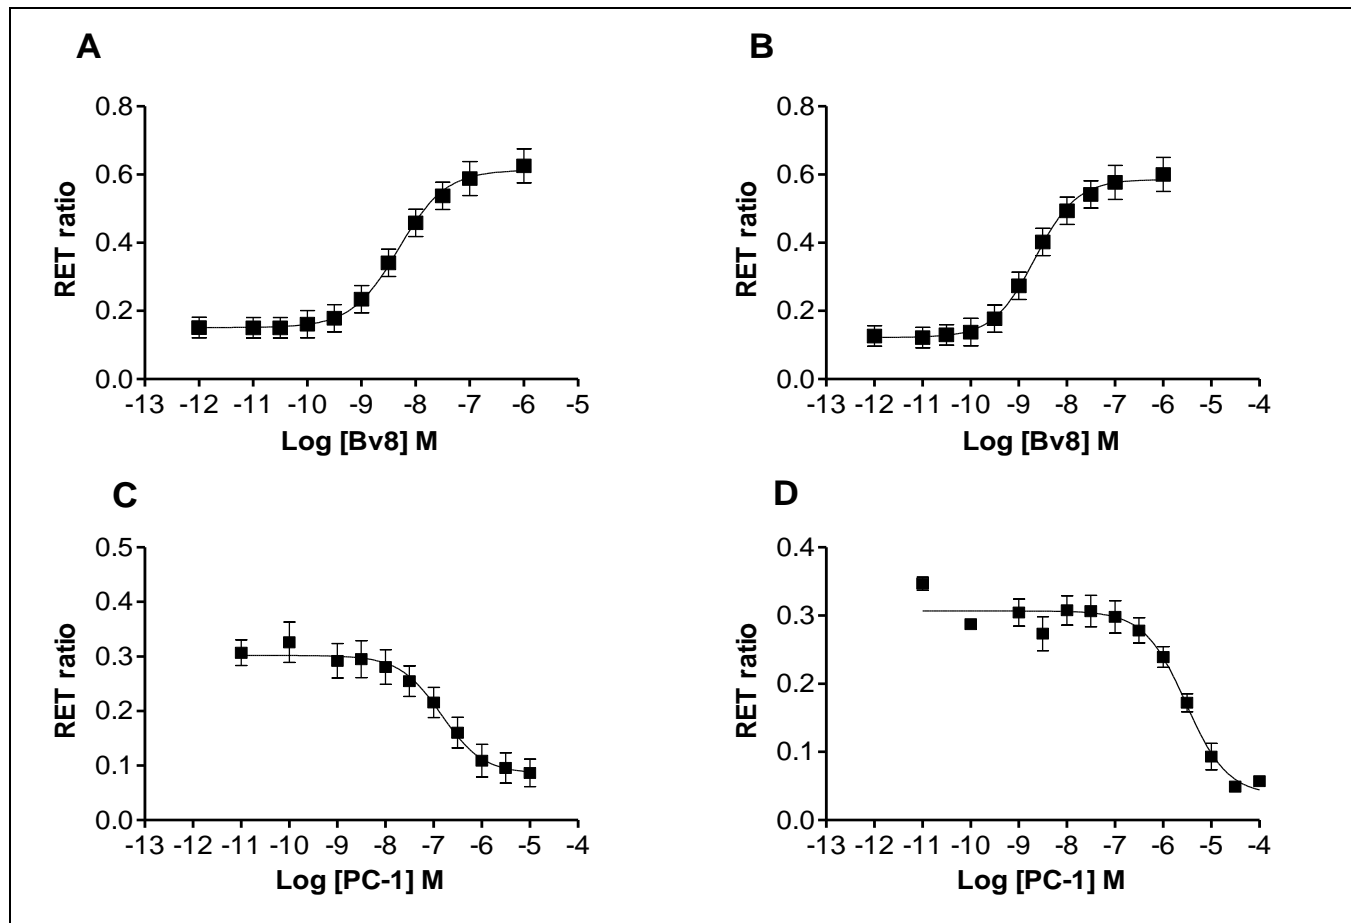 A
0.8
0.6
0.4
0.2
0.0
RET ratio
-13 -12 -11 -10 -9 -8 -7 -6 -5
Log [Bv8] M
B
0.8
0.6
0.4
0.2
0.0
RET ratio
-13 -12 -11 -10 -9 -8 -7 -6 -5 -4
Log [Bv8] M
C
0.5
0.4
0.3
0.2
0.1
0.0
RET ratio
-13 -12 -11 -10 -9 -8 -7 -6 -5 -4
Log [PC-1] M
D
0.4
0.3
0.2
0.1
0.0
RET ratio
-13 -12 -11 -10 -9 -8 -7 -6 -5 -4
Log [PC-1] M